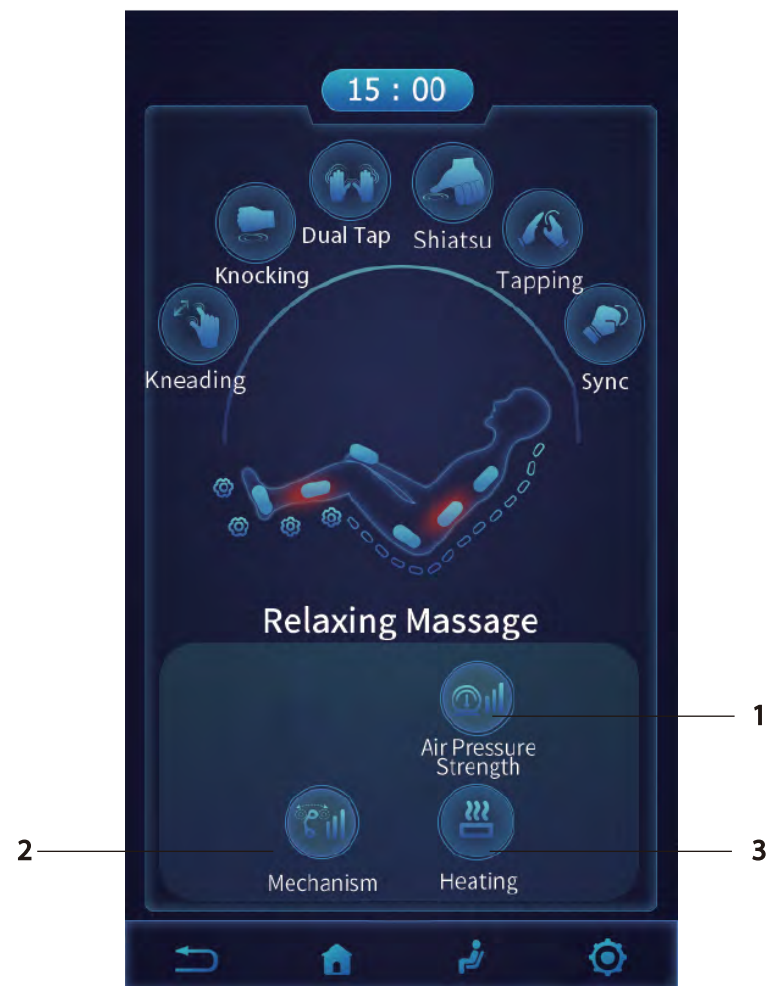 15 : 00
Dual Tap
Shiatsu
Knocking
Tapping
Kneading
Sync
Relaxing Massage
1
Air Pressure
Strength
2
3
Mechanism
Heating